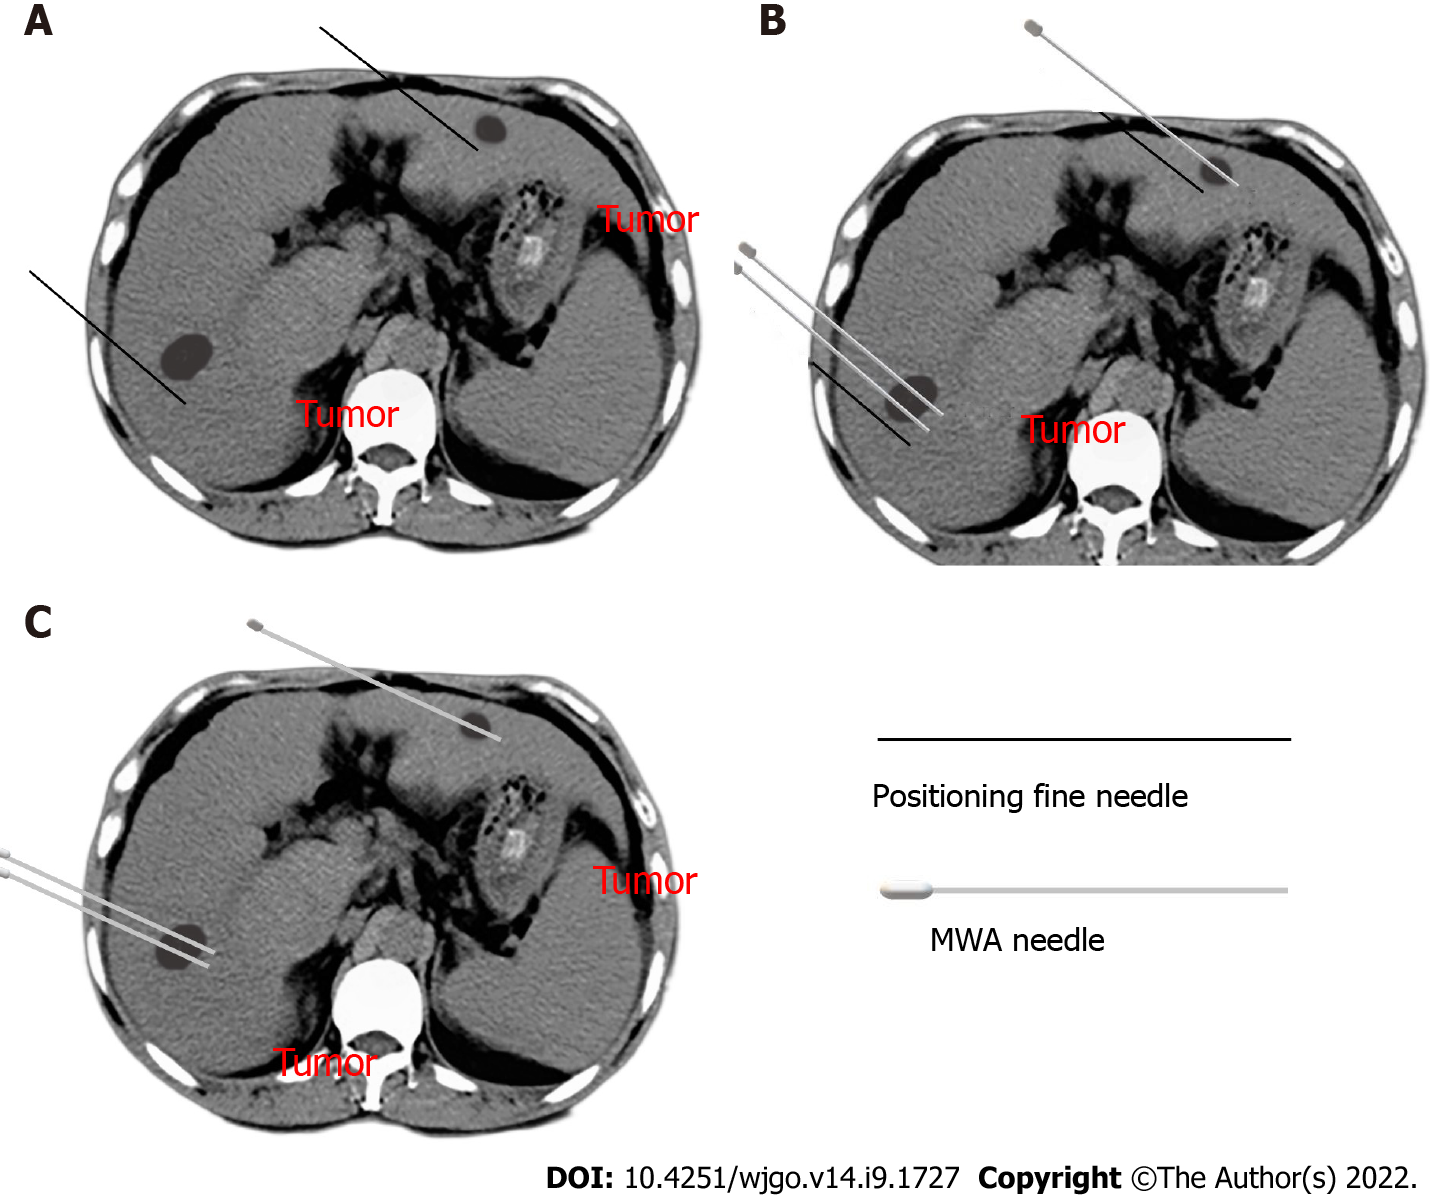 A
B
Tumor
Tumor
Tumor
C
Positioning fine needle
Tumor
MWA needle
Tumor
DOI: 10.4251/wjgo.v14.i9.1727 Copyright ©The Author(s) 2022.